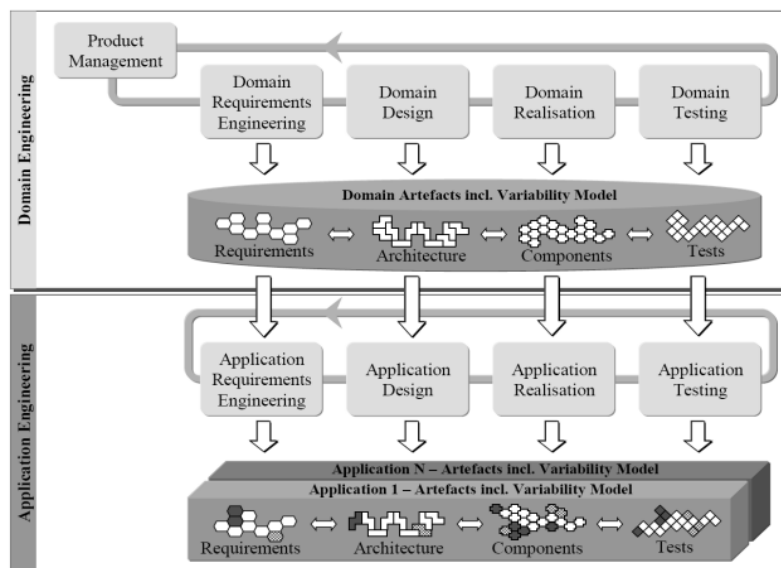 Domain Engineering
Product
Management
Domain
Requirements
Engineering
Domain
Design
Domain
Realisation
Domain
Testing
Domain Artefacts incl. Variability Model
Requirements
Architecture
Components
Tests
Application Engineering
Application
Requirements
Engineering
Application
Design
Application
Realisation
Application
Testing
Application N – Artefacts incl. Variability Model
Application 1 – Artefacts incl. Variability Model
Requirements
Architecture
Components
Tests